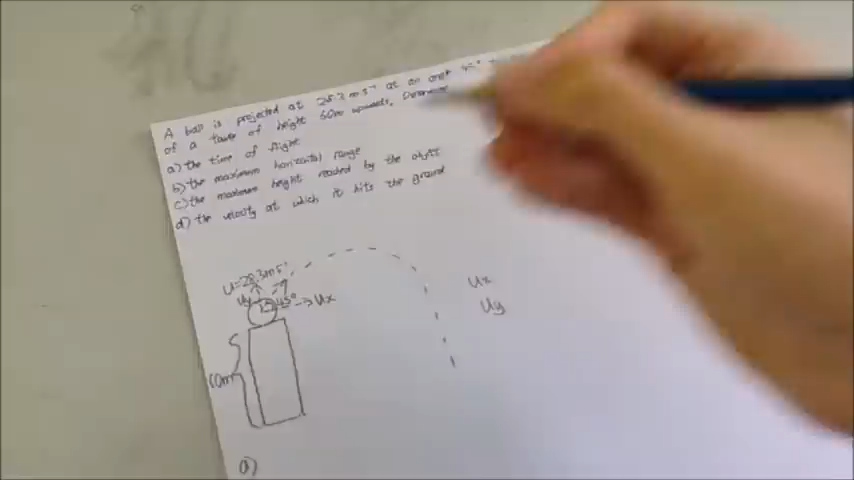 A ball is projected at 28.3 ms⁻¹ at an 45°
of a tower of height 60m upwards. Determine
a) the time of flight
b) the maximum horizontal range
c) the maximum height reached by the object
d) the velocity at which it hits the ground
U=28.3ms⁻¹
Uy 45° → Ux
Ux
Uy
60m
a)